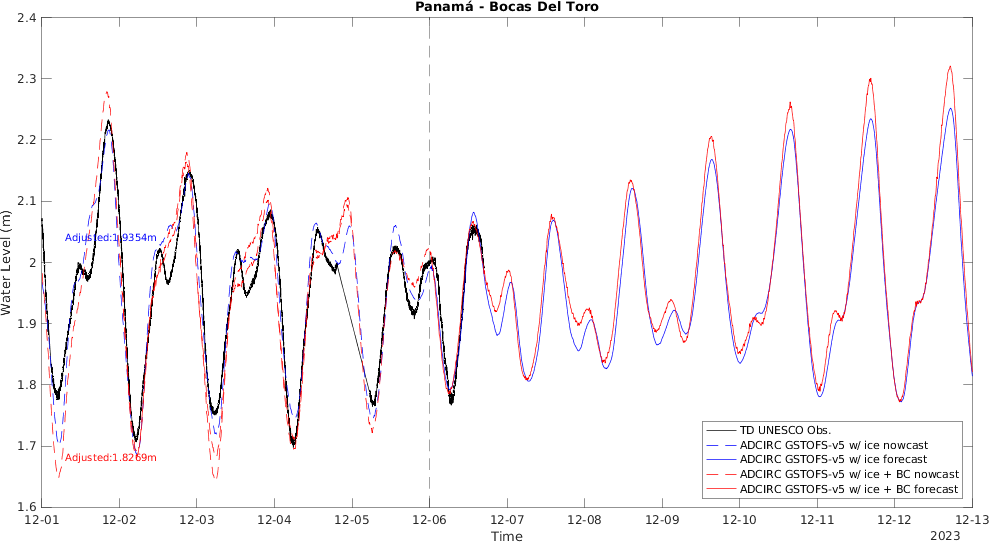 Panamá - Bocas Del Toro
2.4
2.3
2.2
2.1
2
1.9
1.8
1.7
1.6
Water Level (m)
Adjusted:1.9354m
Adjusted:1.8269m
TD UNESCO Obs.
ADCIRC GSTOFS-v5 w/ ice nowcast
ADCIRC GSTOFS-v5 w/ ice forecast
ADCIRC GSTOFS-v5 w/ ice + BC nowcast
ADCIRC GSTOFS-v5 w/ ice + BC forecast
12-01 12-02 12-03 12-04 12-05 12-06 12-07 12-08 12-09 12-10 12-11 12-12 12-13
Time
2023